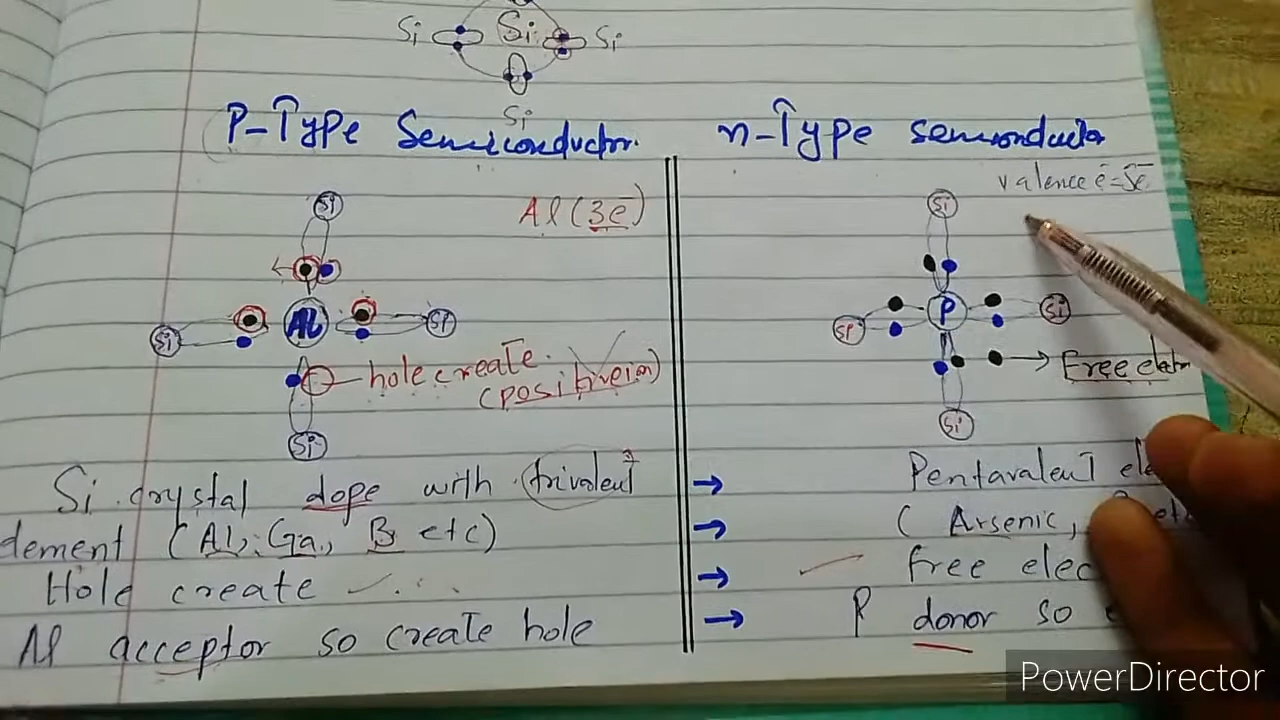 Si Si Si
Si
P-Type Semiconductor. n-Type semiconductor
valence e-=5e-
Si Al (3e-) Si
Si Al Si Si P Si
hole create. (positive ion) Free
Si Si
Si crystal dope with trivalent → Pentavalent
(Al, Ga, B etc) → (Arsenic,
Hole create → free
Al acceptor so create hole → P donor so
PowerDirector